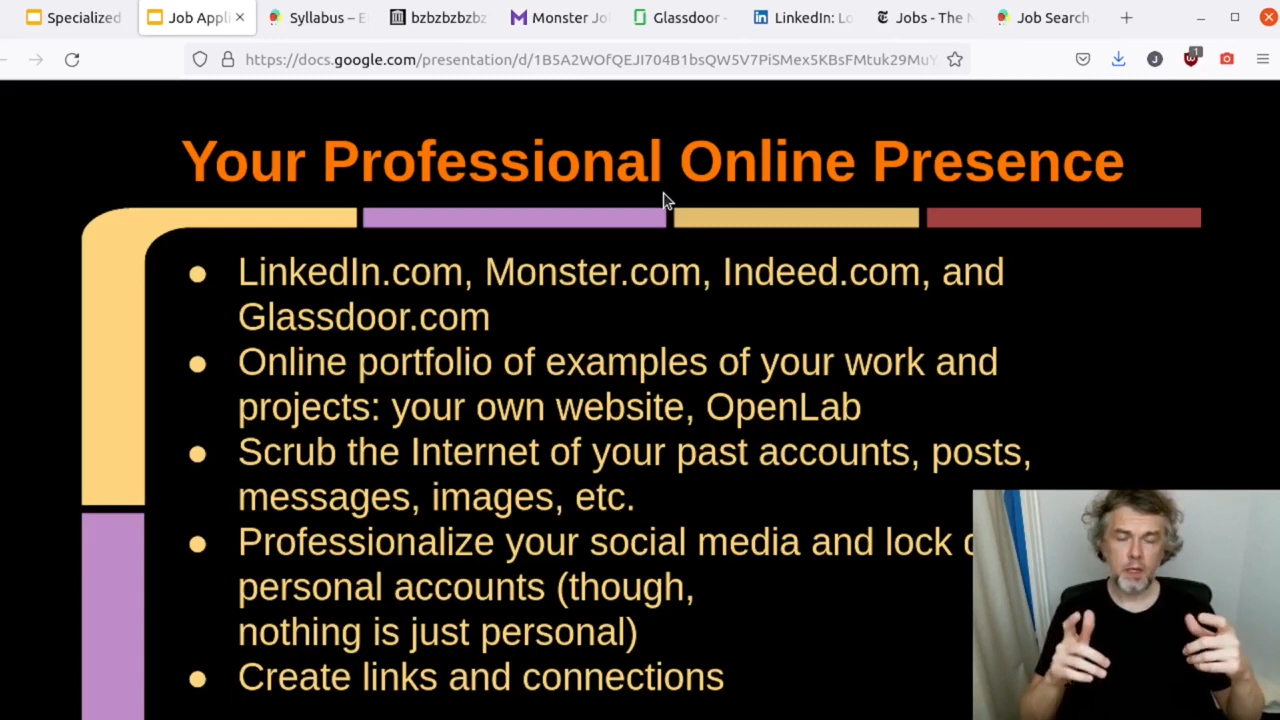 Specialized
Job Appli
Syllabus – E
bzbzbzbzbz
Monster Jo
Glassdoor -
LinkedIn: Lo
Jobs - The N
Job Search
https://docs.google.com/presentation/d/1B5A2WOfQEJI704B1bsQW5V7PiSMex5KBsFMtuk29MuY
1
Your Professional Online Presence
LinkedIn.com, Monster.com, Indeed.com, and
Glassdoor.com
Online portfolio of examples of your work and
projects: your own website, OpenLab
Scrub the Internet of your past accounts, posts,
messages, images, etc.
Professionalize your social media and lock
personal accounts (though,
nothing is just personal)
Create links and connections